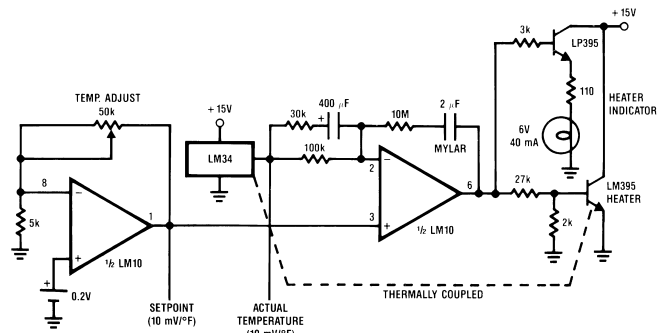 + 15V
3k
LP395
TEMP. ADJUST
50k
+ 15V
30k
400 μF
+
10M
2 μF
MYLAR
110
HEATER
INDICATOR
6V
40 mA
LM34
100k
8
−
2
−
6
27k
LM395
HEATER
5k
1
3
+
2k
+
½ LM10
½ LM10
+
0.2V
THERMALLY COUPLED
SETPOINT
(10 mV/°F)
ACTUAL
TEMPERATURE
(10 mV/°F)